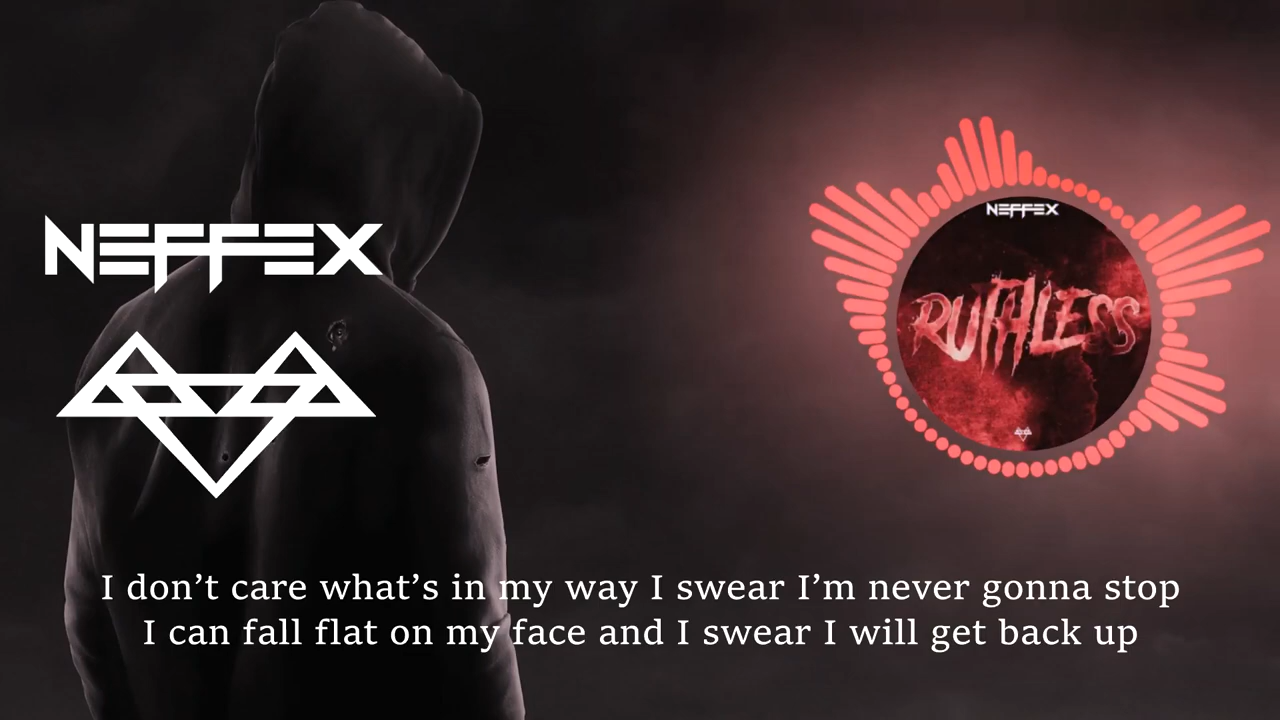 NEFFEX
NEFFEX
RUTHLESS
I don’t care what’s in my way I swear I’m never gonna stop
I can fall flat on my face and I swear I will get back up